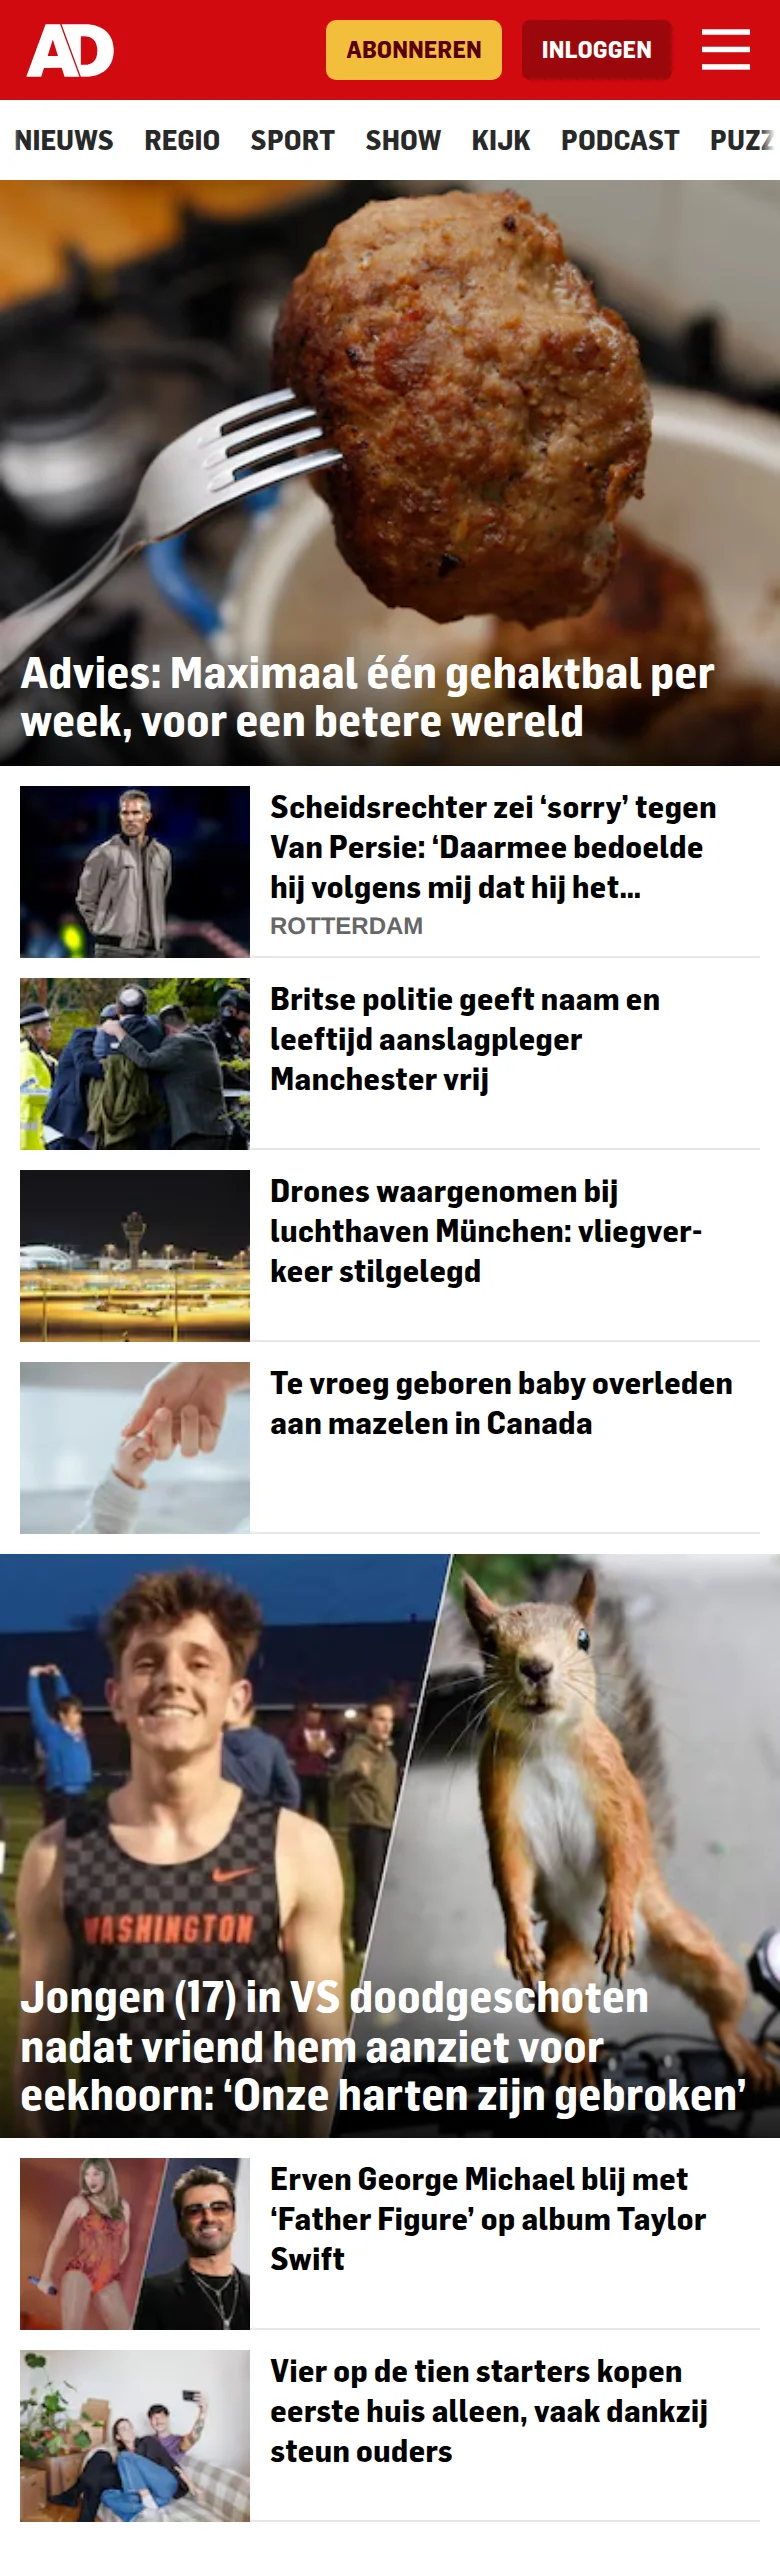 AD
ABONNEREN
INLOGGEN
NIEUWS REGIO SPORT SHOW KIJK PODCAST PUZZ
Advies: Maximaal één gehaktbal per
week, voor een betere wereld
Scheidsrechter zei ‘sorry’ tegen
Van Persie: ‘Daarmee bedoelde
hij volgens mij dat hij het...
ROTTERDAM
Britse politie geeft naam en
leeftijd aanslagpleger
Manchester vrij
Drones waargenomen bij
luchthaven München: vliegver-
keer stilgelegd
Te vroeg geboren baby overleden
aan mazelen in Canada
WASHINGTON
Jongen (17) in VS doodgeschoten
nadat vriend hem aanziet voor
eekhoorn: ‘Onze harten zijn gebroken’
Erven George Michael blij met
‘Father Figure’ op album Taylor
Swift
Vier op de tien starters kopen
eerste huis alleen, vaak dankzij
steun ouders